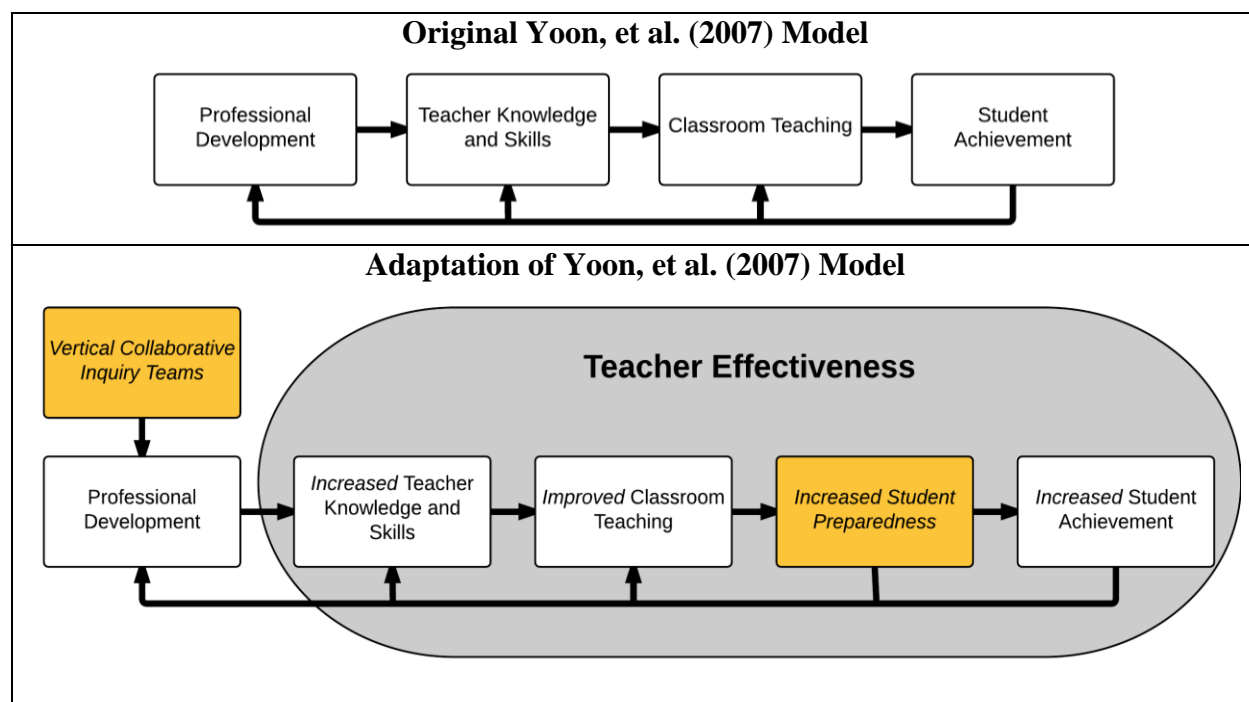 Original Yoon, et al. (2007) Model
Professional
Development
Teacher Knowledge
and Skills
Classroom Teaching
Student
Achievement
Adaptation of Yoon, et al. (2007) Model
Vertical Collaborative
Inquiry Teams
Teacher Effectiveness
Professional
Development
Increased Teacher
Knowledge and
Skills
Improved Classroom
Teaching
Increased Student
Preparedness
Increased Student
Achievement